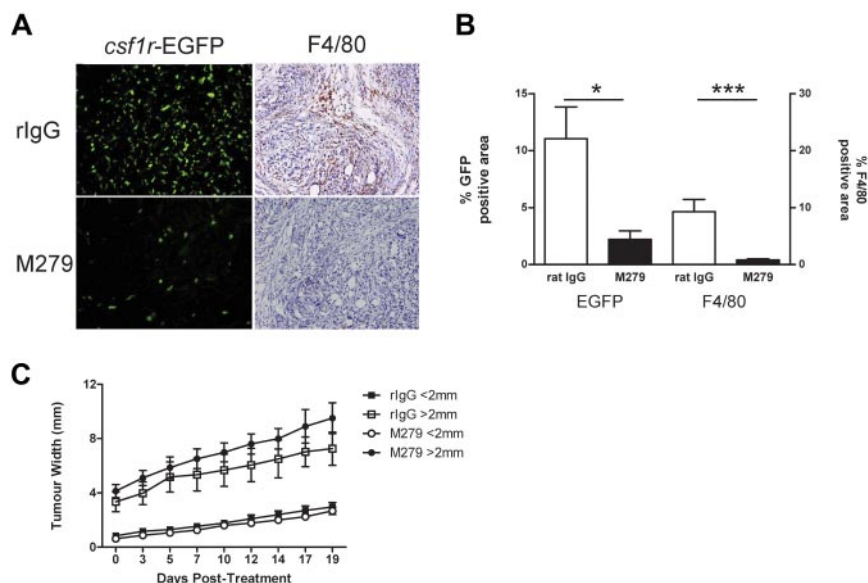 A
csf1r-EGFP
F4/80
rIgG
M279
B
*
***
15
10
5
0
% GFP
positive area
30
20
10
0
% F4/80
positive area
rat IgG
M279
rat IgG
M279
EGFP
F4/80
C
12
8
4
0
Tumour Width (mm)
0 3 5 7 10 12 14 17 19
Days Post-Treatment
rIgG <2mm
rIgG >2mm
M279 <2mm
M279 >2mm